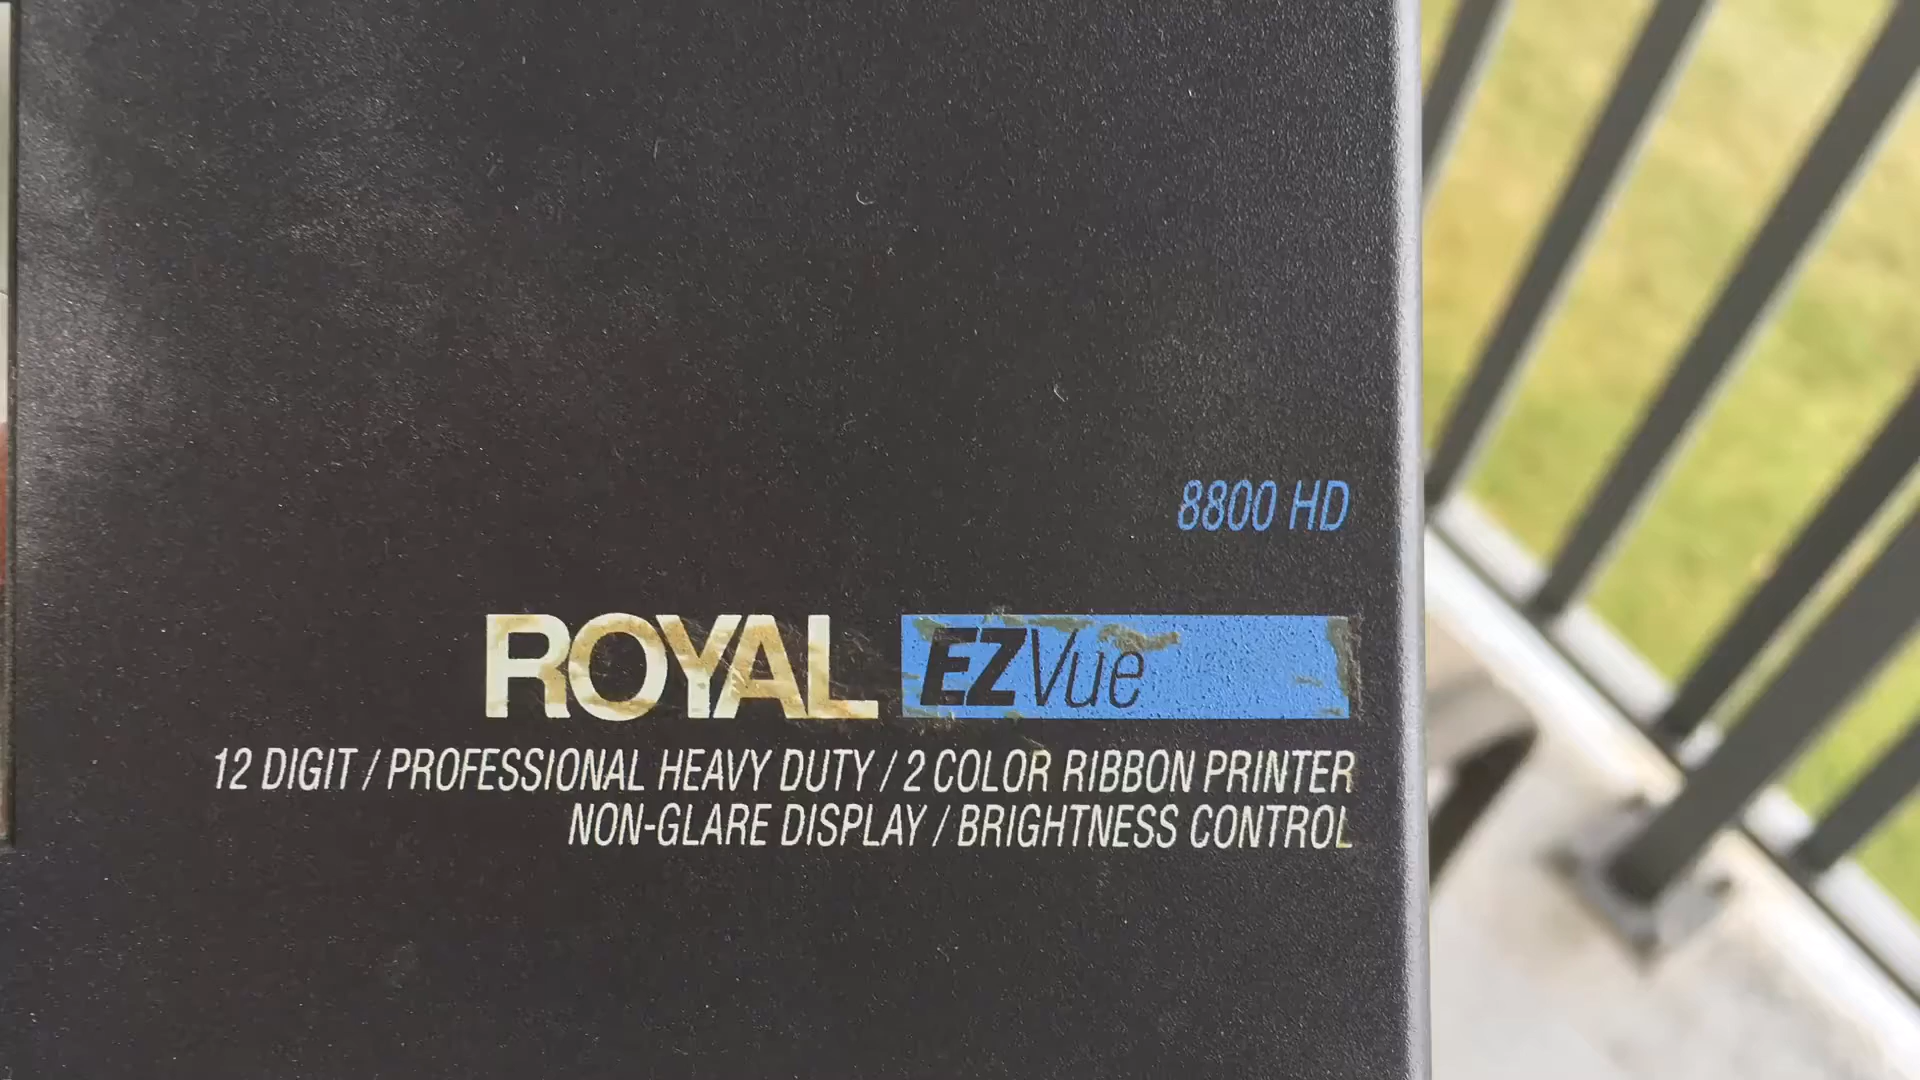 8800 HD
ROYAL EZVue
12 DIGIT / PROFESSIONAL HEAVY DUTY / 2 COLOR RIBBON PRINTER
NON-GLARE DISPLAY / BRIGHTNESS CONTROL